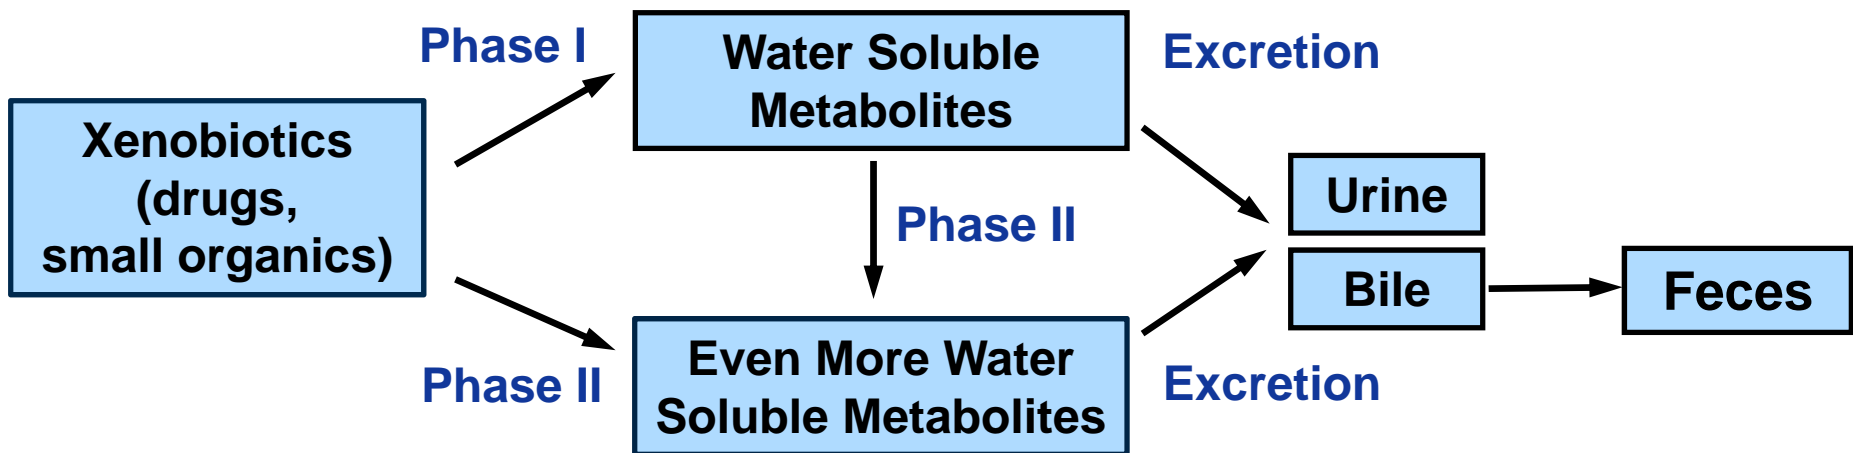 Phase I
Water Soluble
Metabolites
Excretion
Xenobiotics
(drugs,
small organics)
Urine
Phase II
Bile
Feces
Phase II
Even More Water
Soluble Metabolites
Excretion